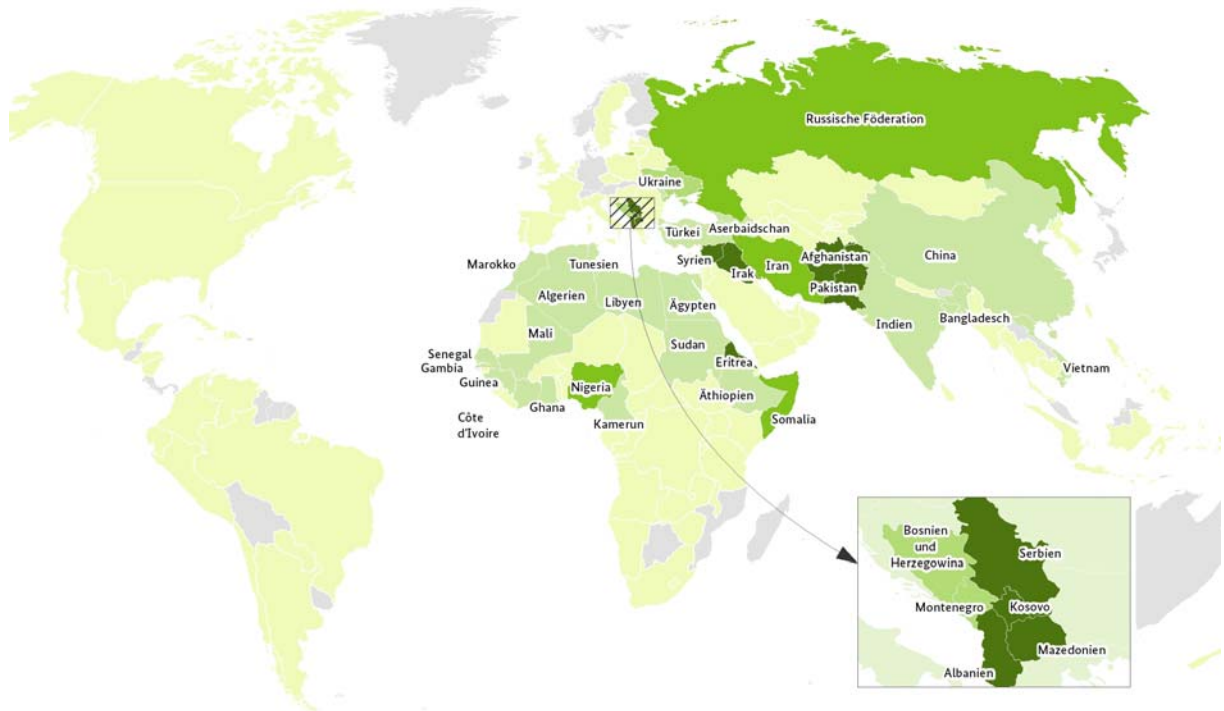 Russische Föderation
Ukraine
Türkei
Aserbaidschan
Syrien
Irak
Iran
Afghanistan
Pakistan
China
Indien
Bangladesch
Vietnam
Marokko
Tunesien
Algerien
Libyen
Ägypten
Mali
Sudan
Eritrea
Senegal
Gambia
Guinea
Nigeria
Äthiopien
Ghana
Kamerun
Somalia
Côte
d'Ivoire
Bosnien
und
Herzegowina
Serbien
Montenegro
Kosovo
Mazedonien
Albanien